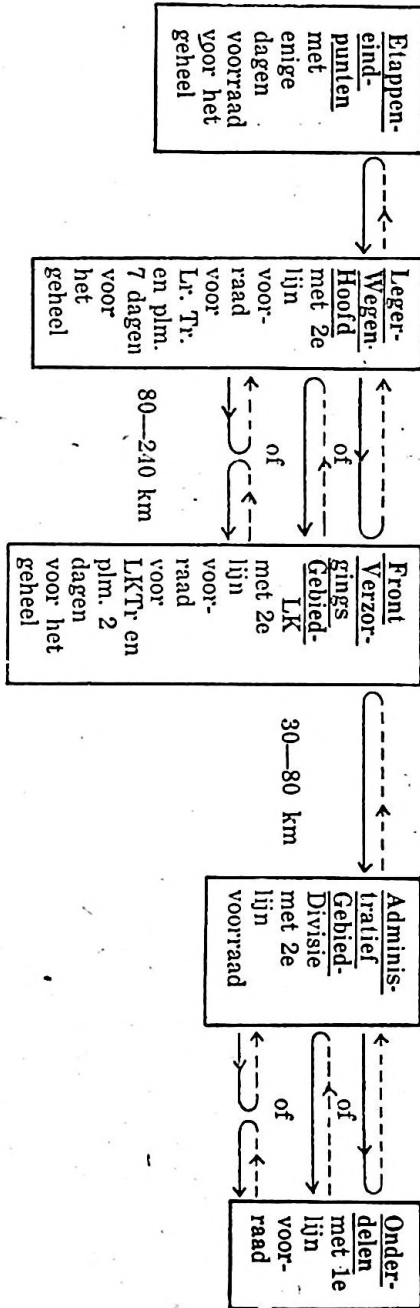 Etappen-
eind-
punten
met
enige
dagen
voorraad
voor het
geheel
Leger-
Wegen-
Hoofd
met 2e
lijn
voor-
raad
voor
Lr. Tr.
en plm.
7 dagen
voor
het
geheel
of
of
80—240 km
Front
Verzor-
gings
Gebied-
LK
met 2e
lijn
voor-
raad
voor
LKTr en
plm. 2
dagen
voor het
geheel
30—80 km
Adminis-
tratief
Gebied-
Divisie
met 2e
lijn
voorraad
of
of
Onder-
delen
met 1e
lijn
voor-
raad